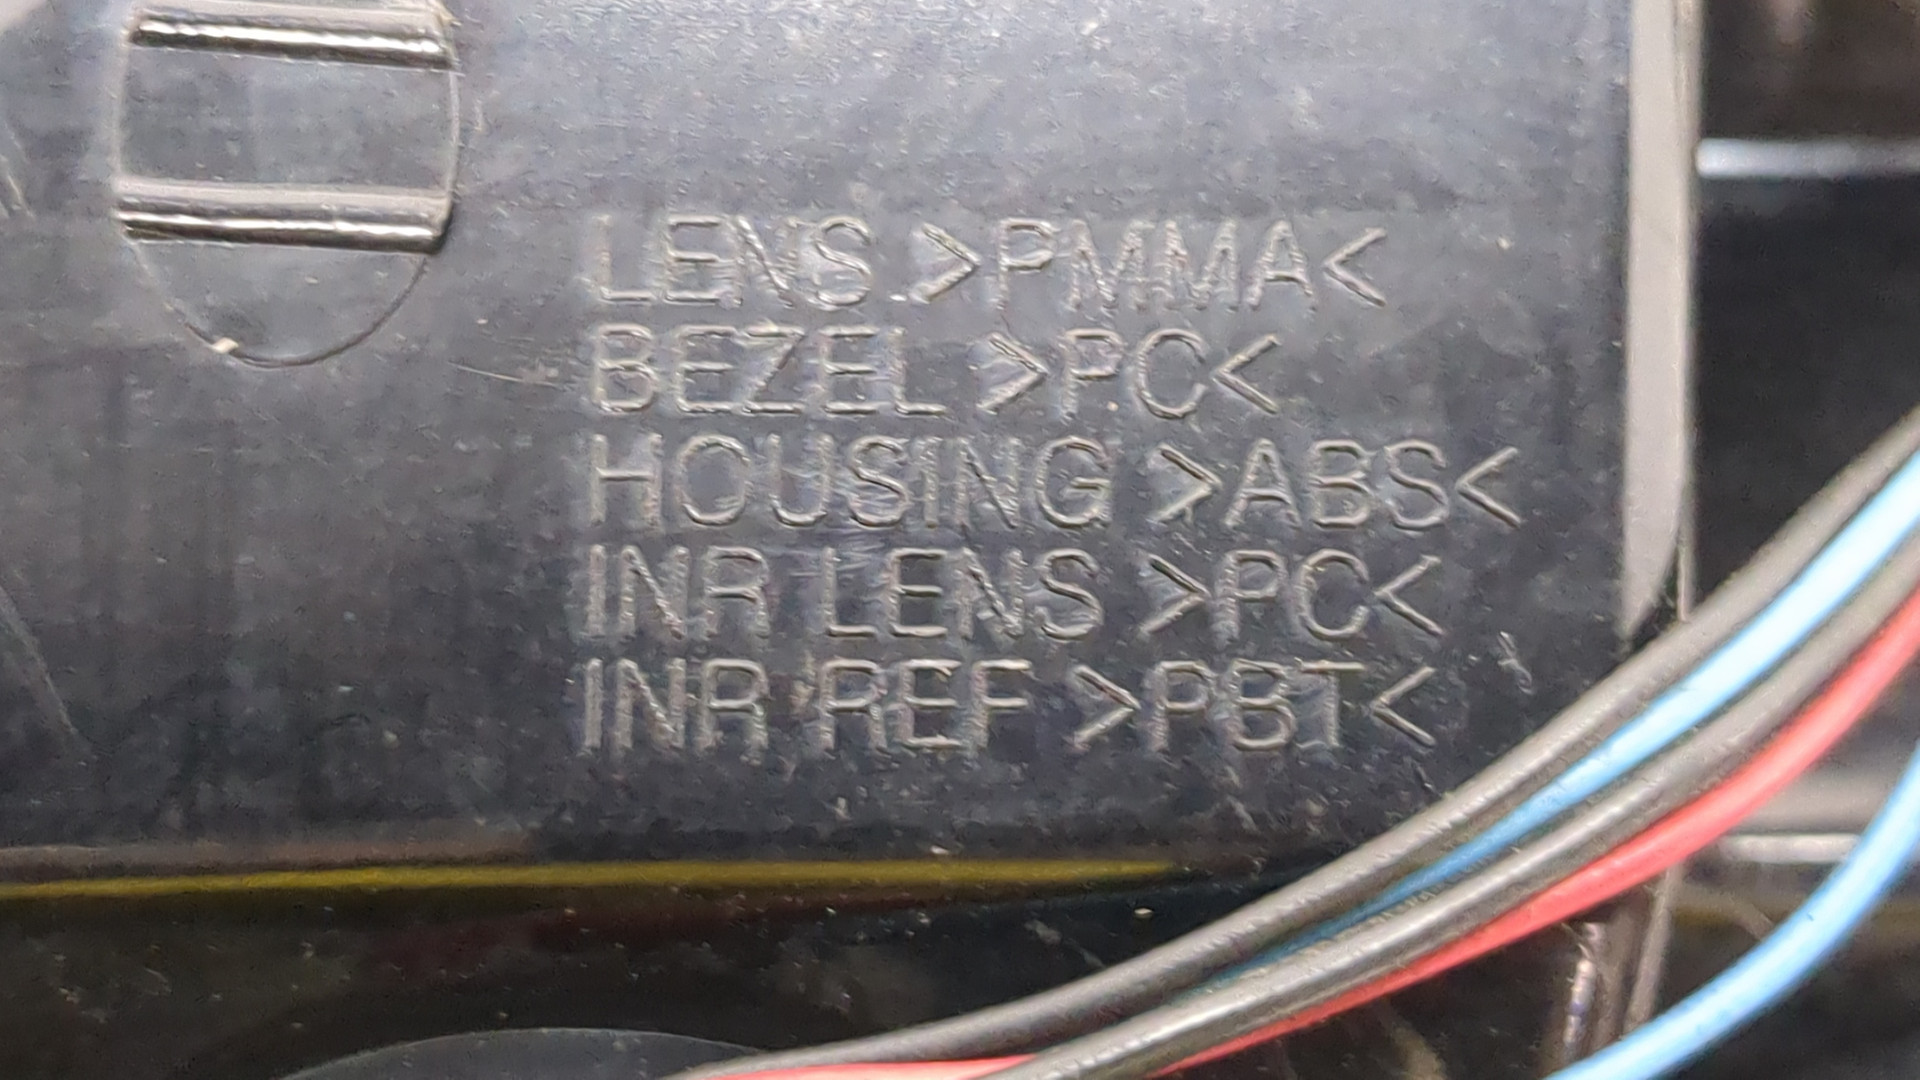 LENS >PMMA<
BEZEL >PC<
HOUSING >ABS<
INR LENS >PC<
INR REF >PBT<